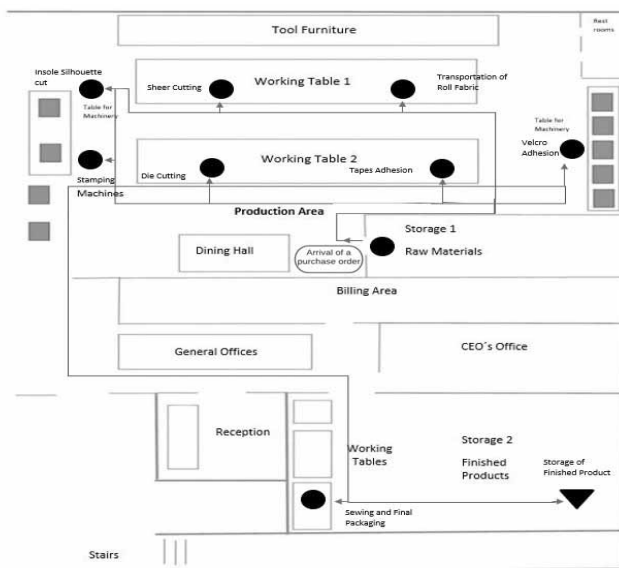 Tool Furniture
Rest
rooms
Insole Silhouette
cut
Sheer Cutting
Working Table 1
Transportation of
Roll Fabric
Table for
Machinery
Table for
Machinery
Velcro
Adhesion
Working Table 2
Stamping
Machines
Die Cutting
Tapes Adhesion
Production Area
Storage 1
Raw Materials
Dining Hall
Arrival of a
purchase order
Billing Area
General Offices
CEO´s Office
Reception
Working
Tables
Storage 2
Finished
Products
Storage of
Finished Product
Sewing and Final
Packaging
Stairs